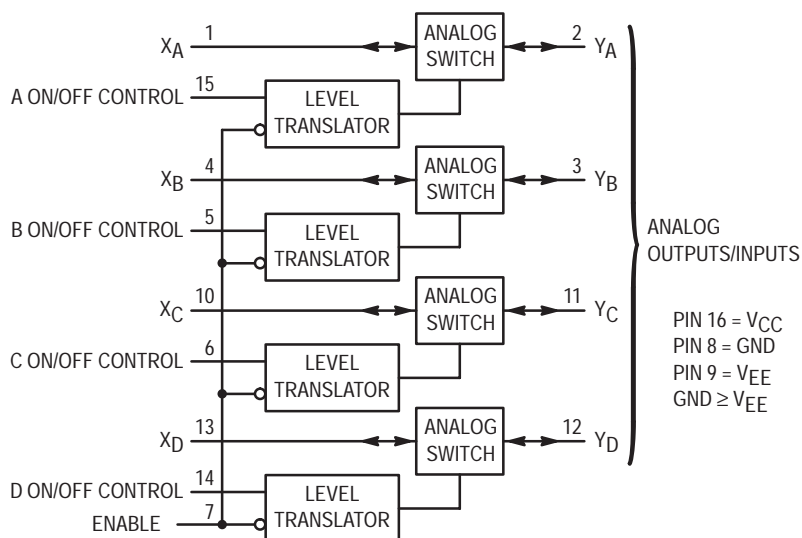 XA 1 ANALOG SWITCH 2 YA
A ON/OFF CONTROL 15 LEVEL TRANSLATOR
XB 4 ANALOG SWITCH 3 YB
B ON/OFF CONTROL 5 LEVEL TRANSLATOR
ANALOG OUTPUTS/INPUTS
XC 10 ANALOG SWITCH 11 YC
C ON/OFF CONTROL 6 LEVEL TRANSLATOR
PIN 16 = VCC
PIN 8 = GND
PIN 9 = VEE
GND ≥ VEE
XD 13 ANALOG SWITCH 12 YD
D ON/OFF CONTROL 14 LEVEL TRANSLATOR
ENABLE 7